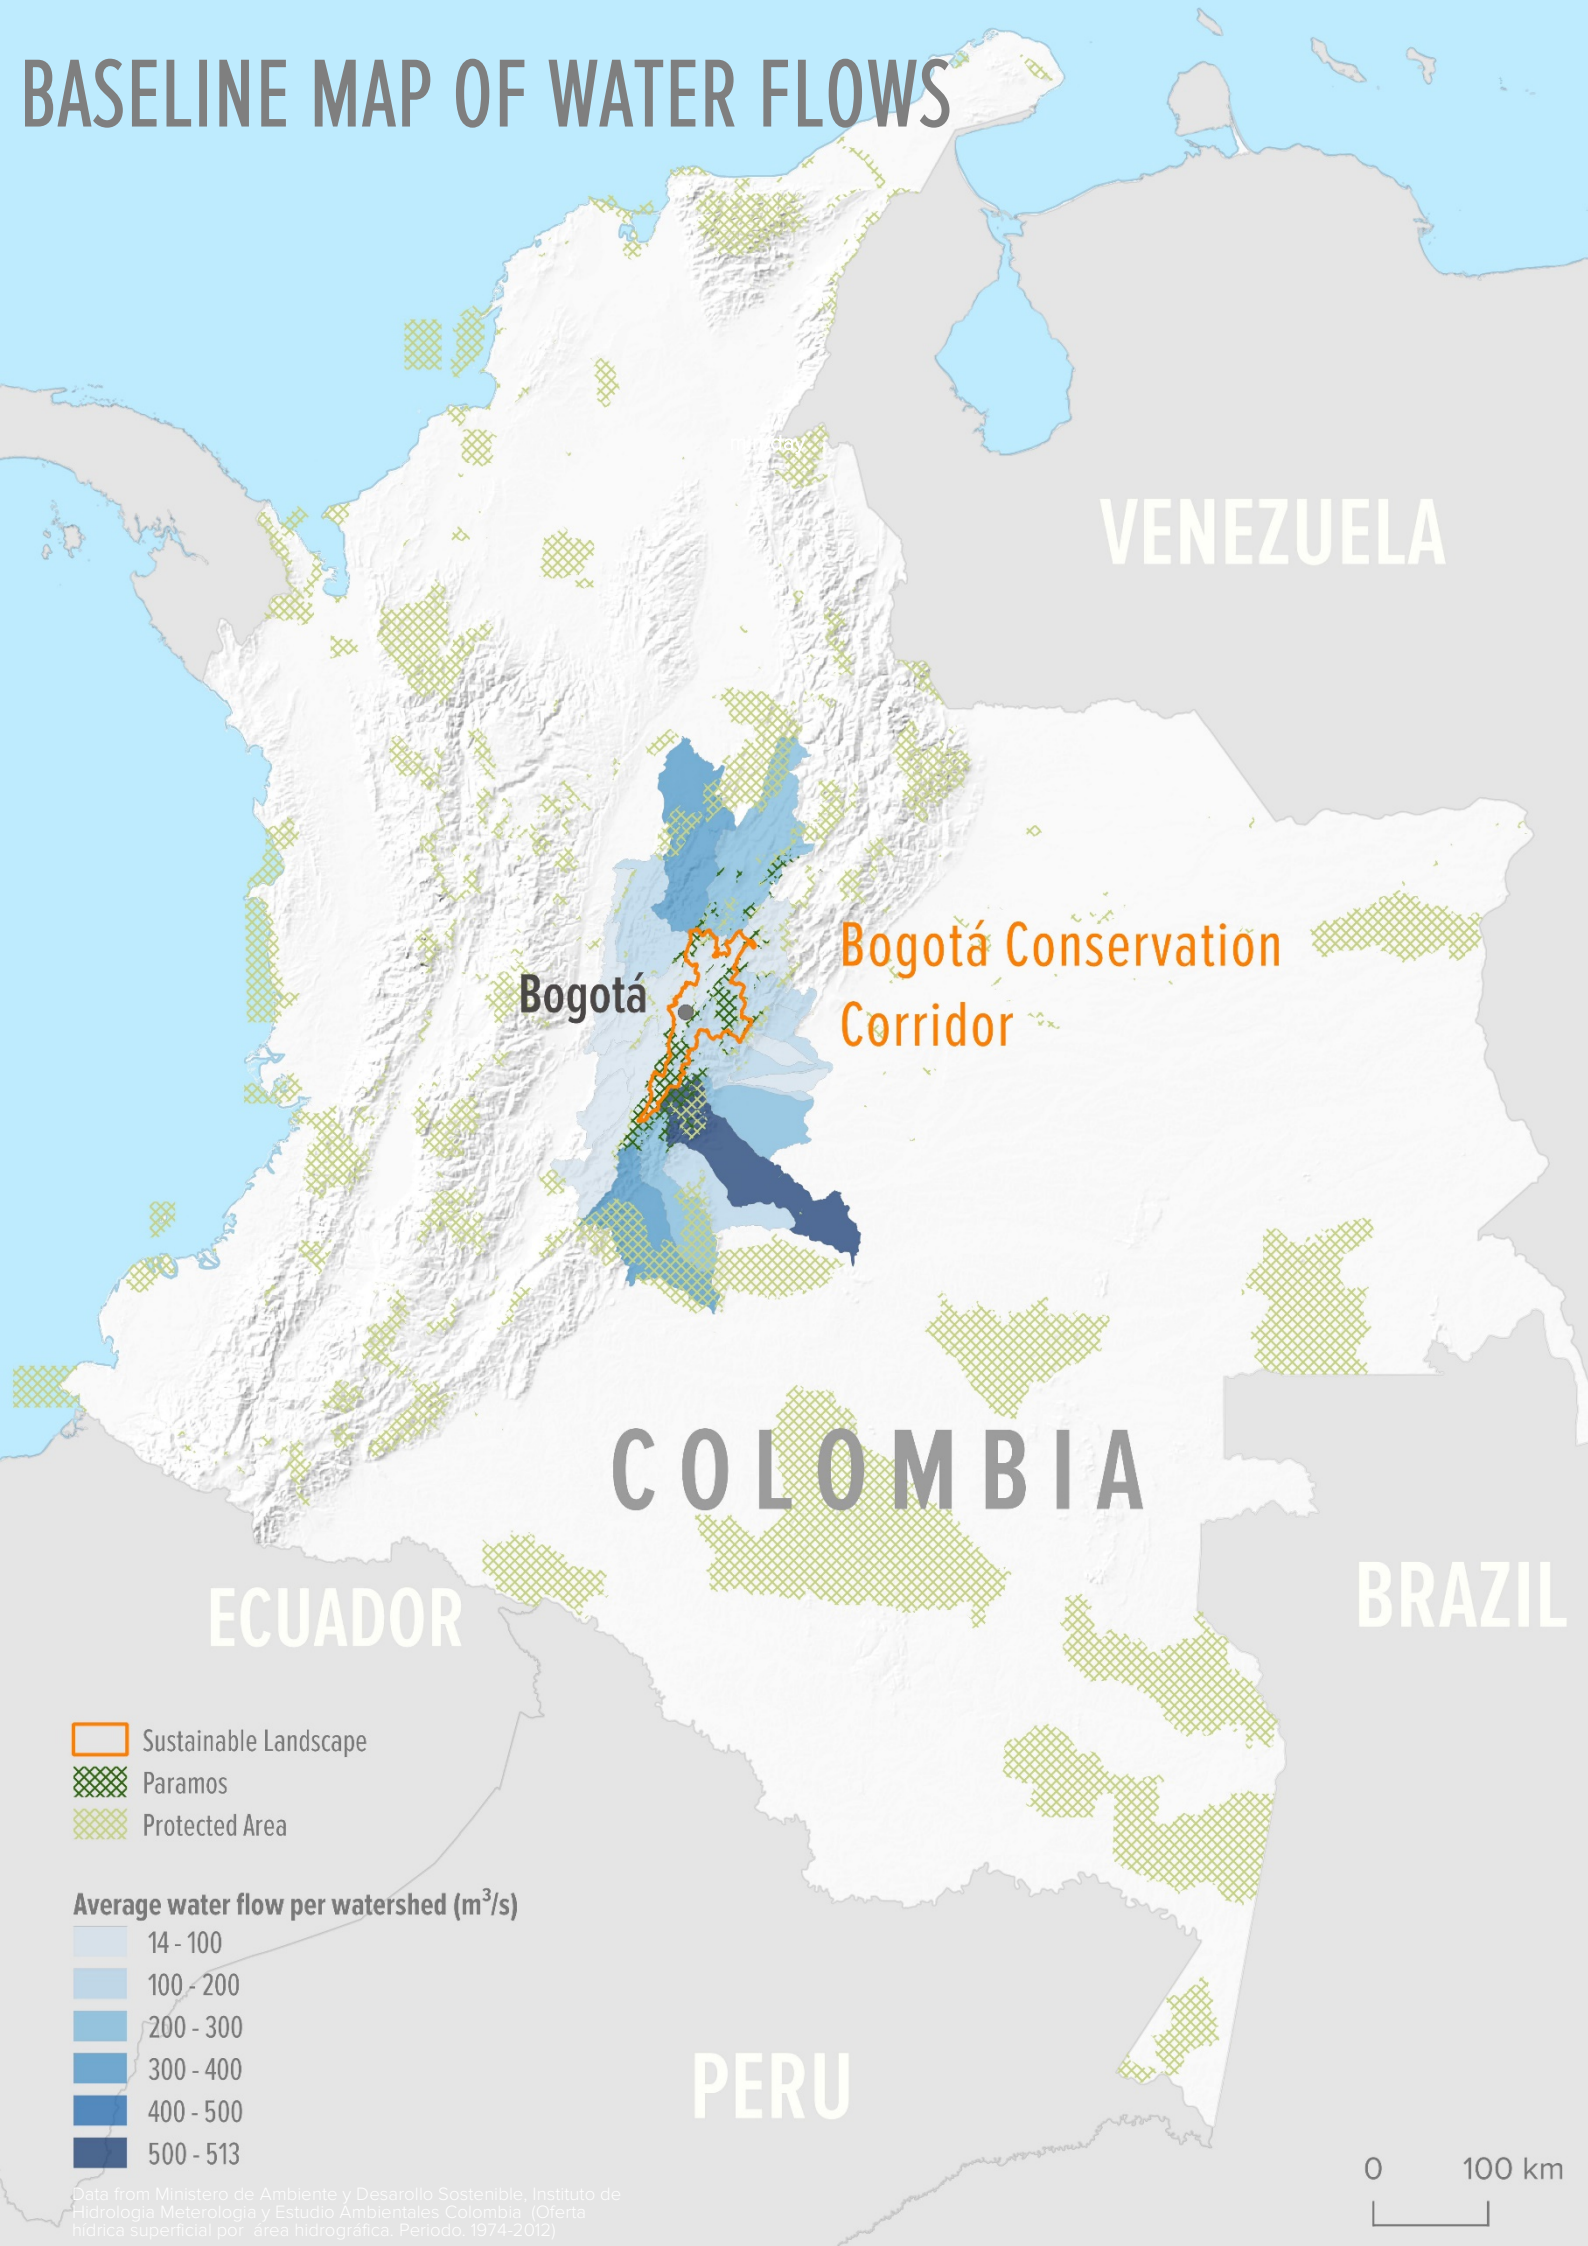 BASELINE MAP OF WATER FLOWS
VENEZUELA
Bogotá Conservation
Corridor
Bogotá
COLOMBIA
ECUADOR
BRAZIL
Sustainable Landscape
Paramos
Protected Area
Average water flow per watershed (m³/s)
14 - 100
100 - 200
200 - 300
300 - 400
400 - 500
500 - 513
PERU
0 100 km
Data from Ministero de Ambiente y Desarollo Sostenible, Instituto de
Hidrologia Meterologia y Estudio Ambientales Colombia (Oferta
hídrica superficial por área hidrográfica. Periodo. 1974-2012)